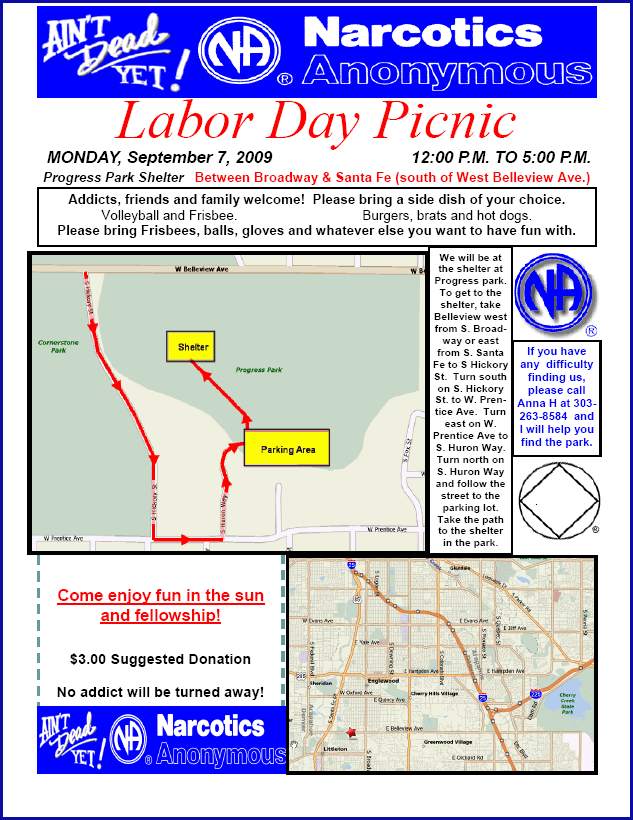 AIN'T
Dead
YET!
NA
®
Narcotics
Anonymous
Labor Day Picnic
MONDAY, September 7, 2009 12:00 P.M. TO 5:00 P.M.
Progress Park Shelter Between Broadway & Santa Fe (south of West Belleview Ave.)
Addicts, friends and family welcome! Please bring a side dish of your choice.
Volleyball and Frisbee. Burgers, brats and hot dogs.
Please bring Frisbees, balls, gloves and whatever else you want to have fun with.
W Belleview Ave
W Bel
S Hickory St
Cornerstone
Park
Shelter
Progress Park
Parking Area
S Fox St
S Hickory St
S Huron Way
W Prentice Ave
W Prentice Ave
We will be at
the shelter at
Progress park.
To get to the
shelter, take
Belleview west
from S. Broad-
way or east
from S. Santa
Fe to S Hickory
St. Turn south
on S. Hickory
St. to W. Pren-
tice Ave. Turn
east on W.
Prentice Ave to
S. Huron Way.
Turn north on
S. Huron Way
and follow the
street to the
parking lot.
Take the path
to the shelter
in the park.
NA
®
If you have
any difficulty
finding us,
please call
Anna H at 303-
263-8584 and
I will help you
find the park.
®
Come enjoy fun in the sun
and fellowship!
$3.00 Suggested Donation
No addict will be turned away!
AIN'T
Dead
YET!
NA
®
Narcotics
Anonymous
25
Glendale
85
W Evans Ave
E Evans Ave
E Iliff Ave
E Yale Ave
S Federal Blvd
285
Sheridan
Englewood
E Hampden Ave
E Hampden Ave
W Oxford Ave
Cherry Hills Village
E Quincy Ave
25
225
Cherry
Creek
State
Park
E Belleview Ave
Littleton
Greenwood Village
S Broad
E Orchard Rd